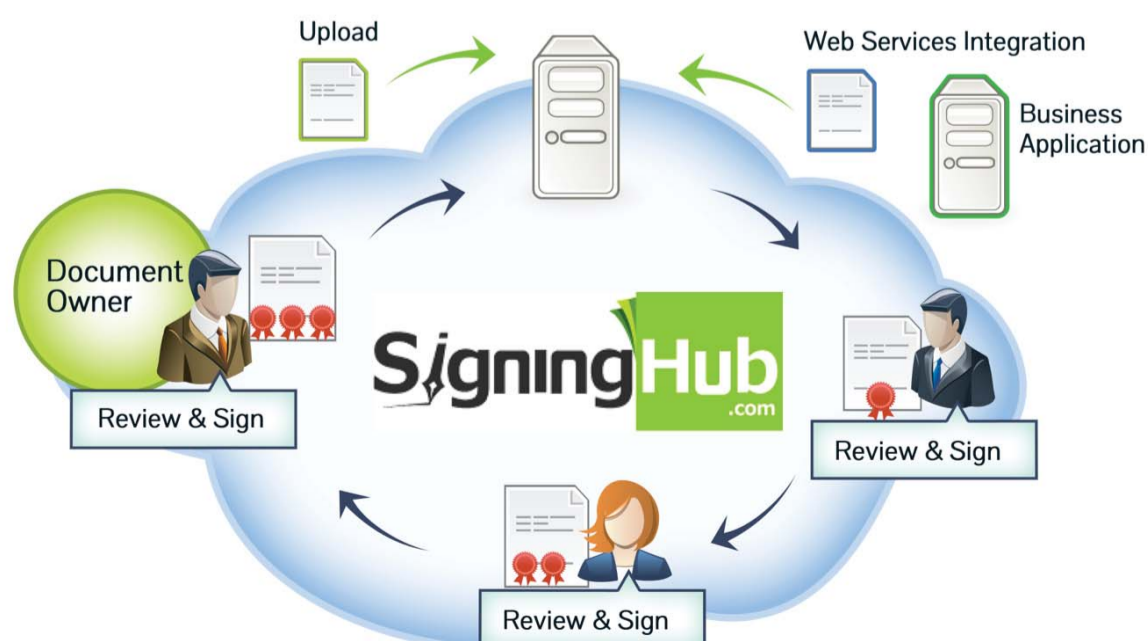 Upload
Web Services Integration
Business
Application
Document
Owner
SigningHub
.com
Review & Sign
Review & Sign
Review & Sign